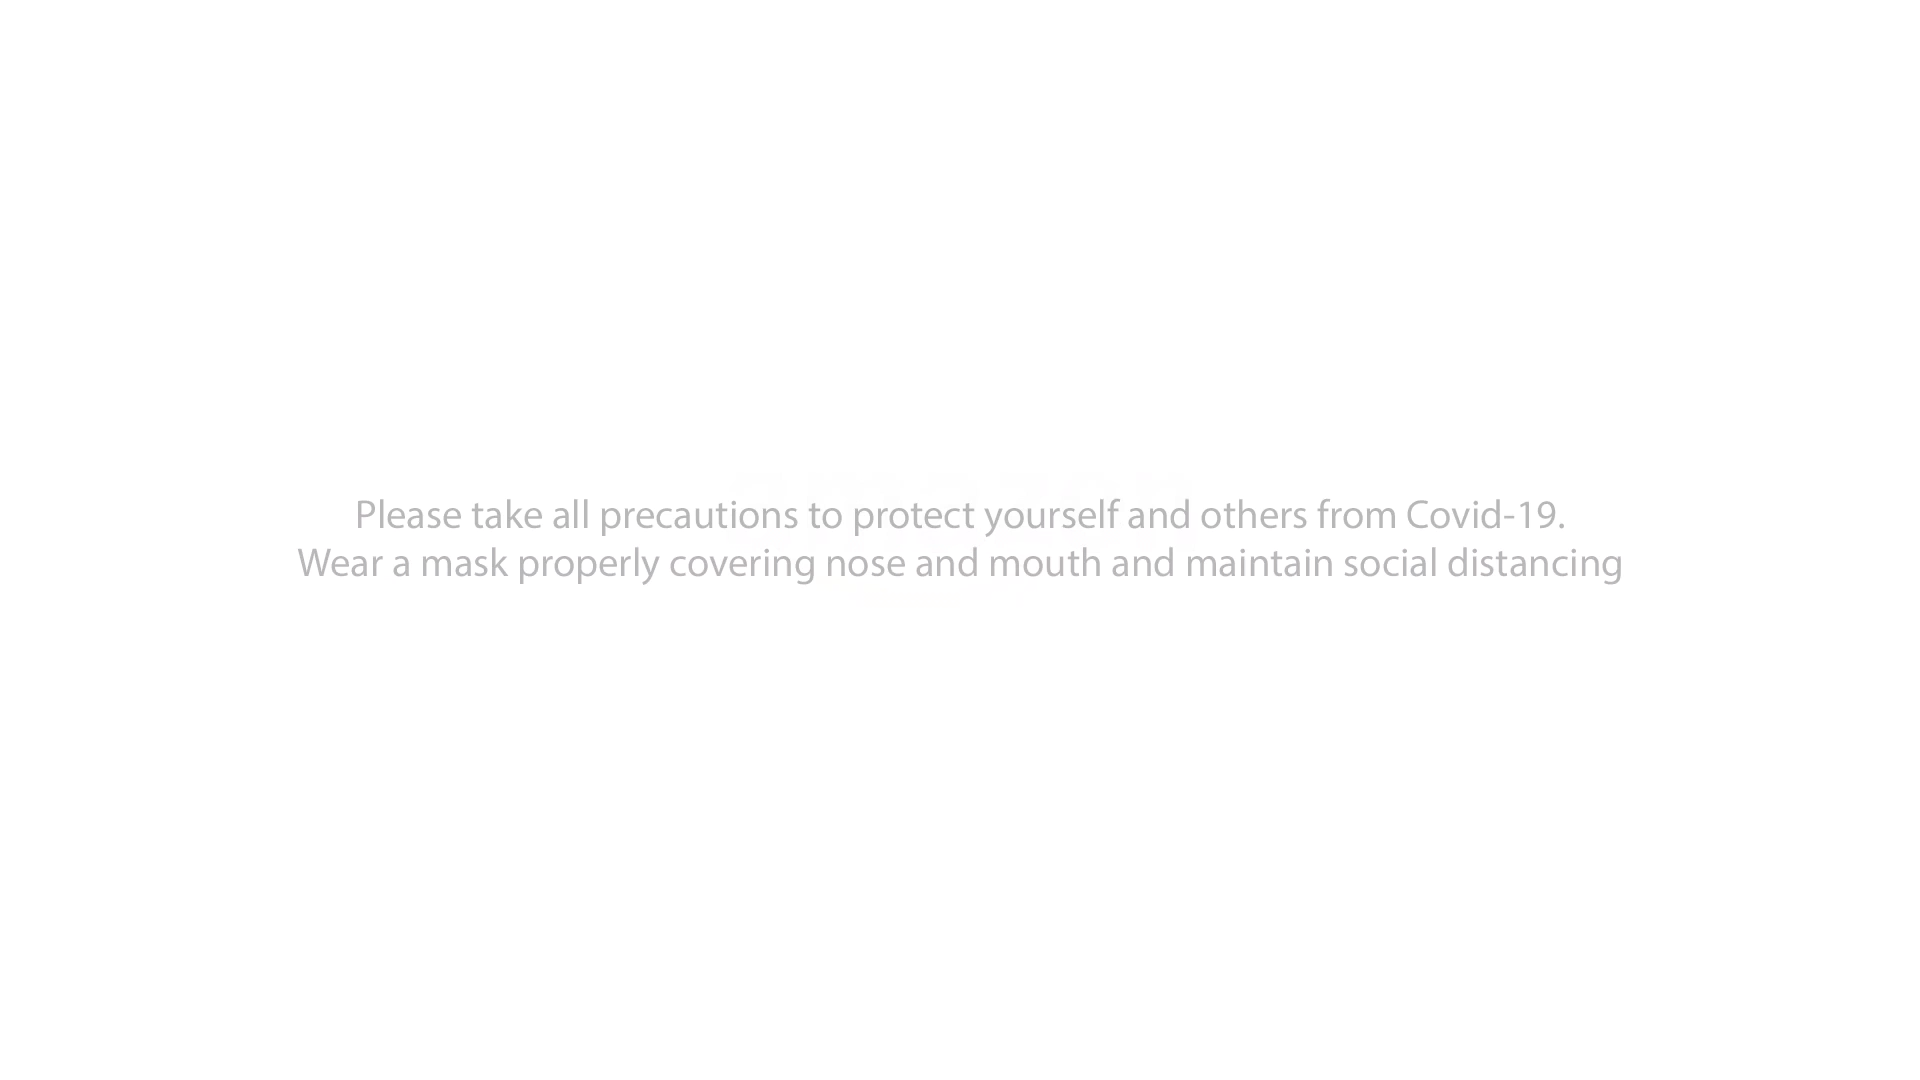 Please take all precautions to protect yourself and others from Covid-19.
Wear a mask properly covering nose and mouth and maintain social distancing